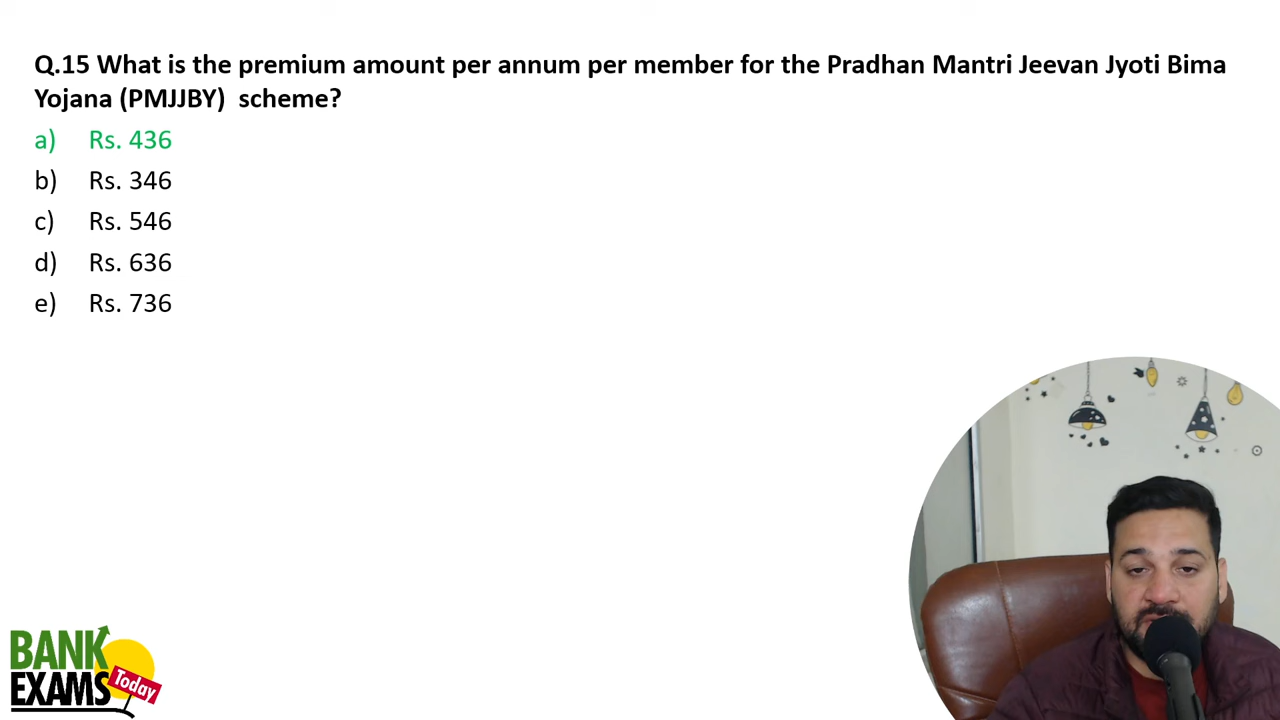 Q.15 What is the premium amount per annum per member for the Pradhan Mantri Jeevan Jyoti Bima
Yojana (PMJJBY) scheme?
a) Rs. 436
b) Rs. 346
c) Rs. 546
d) Rs. 636
e) Rs. 736
BANK
EXAMS
Today